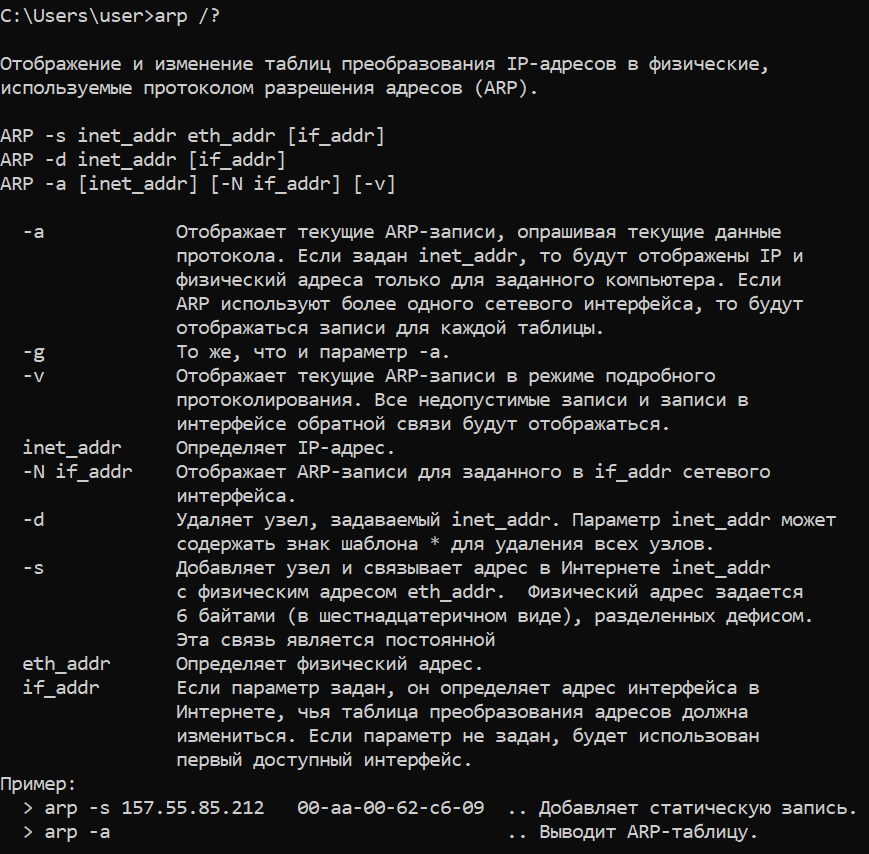 C:\Users\user>arp /?
Отображение и изменение таблиц преобразования IP-адресов в физические,
используемые протоколом разрешения адресов (ARP).
ARP -s inet_addr eth_addr [if_addr]
ARP -d inet_addr [if_addr]
ARP -a [inet_addr] [-N if_addr] [-v]
-a Отображает текущие ARP-записи, опрашивая текущие данные
протокола. Если задан inet_addr, то будут отображены IP и
физический адреса только для заданного компьютера. Если
ARP используют более одного сетевого интерфейса, то будут
отображаться записи для каждой таблицы.
-g То же, что и параметр -a.
-v Отображает текущие ARP-записи в режиме подробного
протоколирования. Все недопустимые записи и записи в
интерфейсе обратной связи будут отображаться.
inet_addr Определяет IP-адрес.
-N if_addr Отображает ARP-записи для заданного в if_addr сетевого
интерфейса.
-d Удаляет узел, задаваемый inet_addr. Параметр inet_addr может
содержать знак шаблона * для удаления всех узлов.
-s Добавляет узел и связывает адрес в Интернете inet_addr
с физическим адресом eth_addr. Физический адрес задается
6 байтами (в шестнадцатеричном виде), разделенных дефисом.
Эта связь является постоянной
eth_addr Определяет физический адрес.
if_addr Если параметр задан, он определяет адрес интерфейса в
Интернете, чья таблица преобразования адресов должна
измениться. Если параметр не задан, будет использован
первый доступный интерфейс.
Пример:
> arp -s 157.55.85.212 00-aa-00-62-c6-09 .. Добавляет статическую запись.
> arp -a .. Выводит ARP-таблицу.